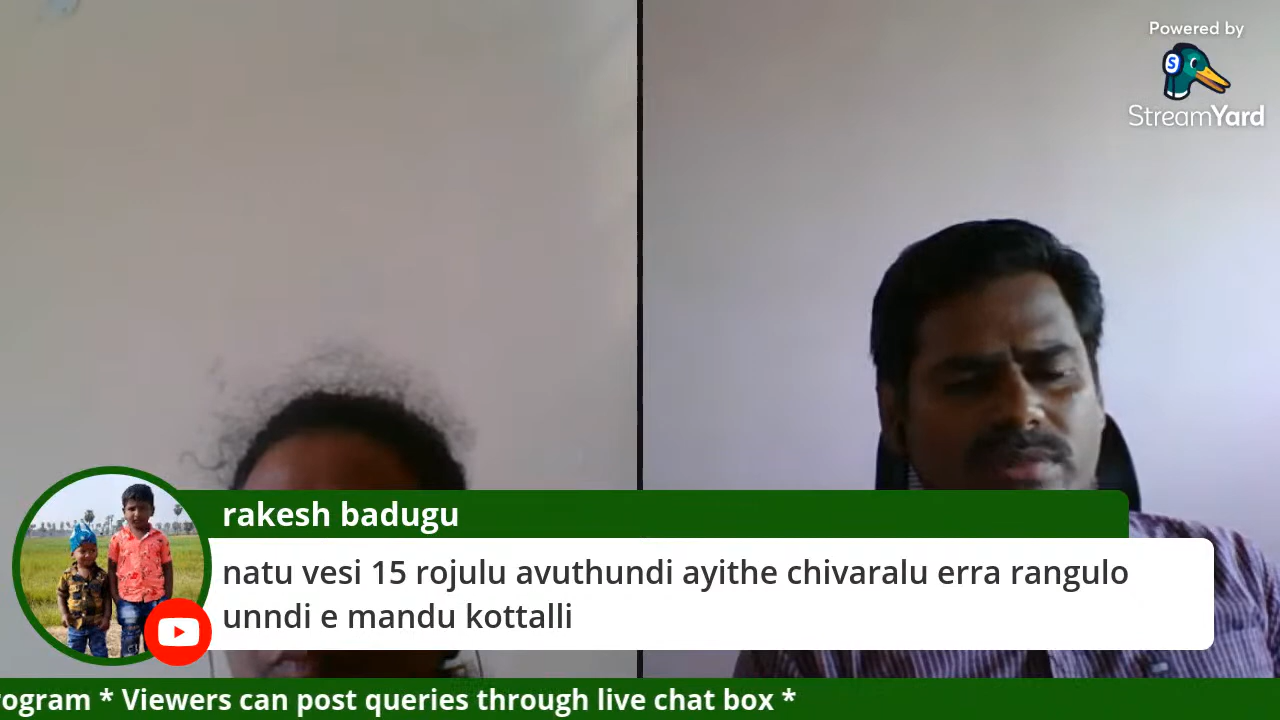 Powered by
StreamYard
rakesh badugu
natu vesi 15 rojulu avuthundi ayithe chivaralu erra rangulo
unndi e mandu kottalli
rogram * Viewers can post queries through live chat box *